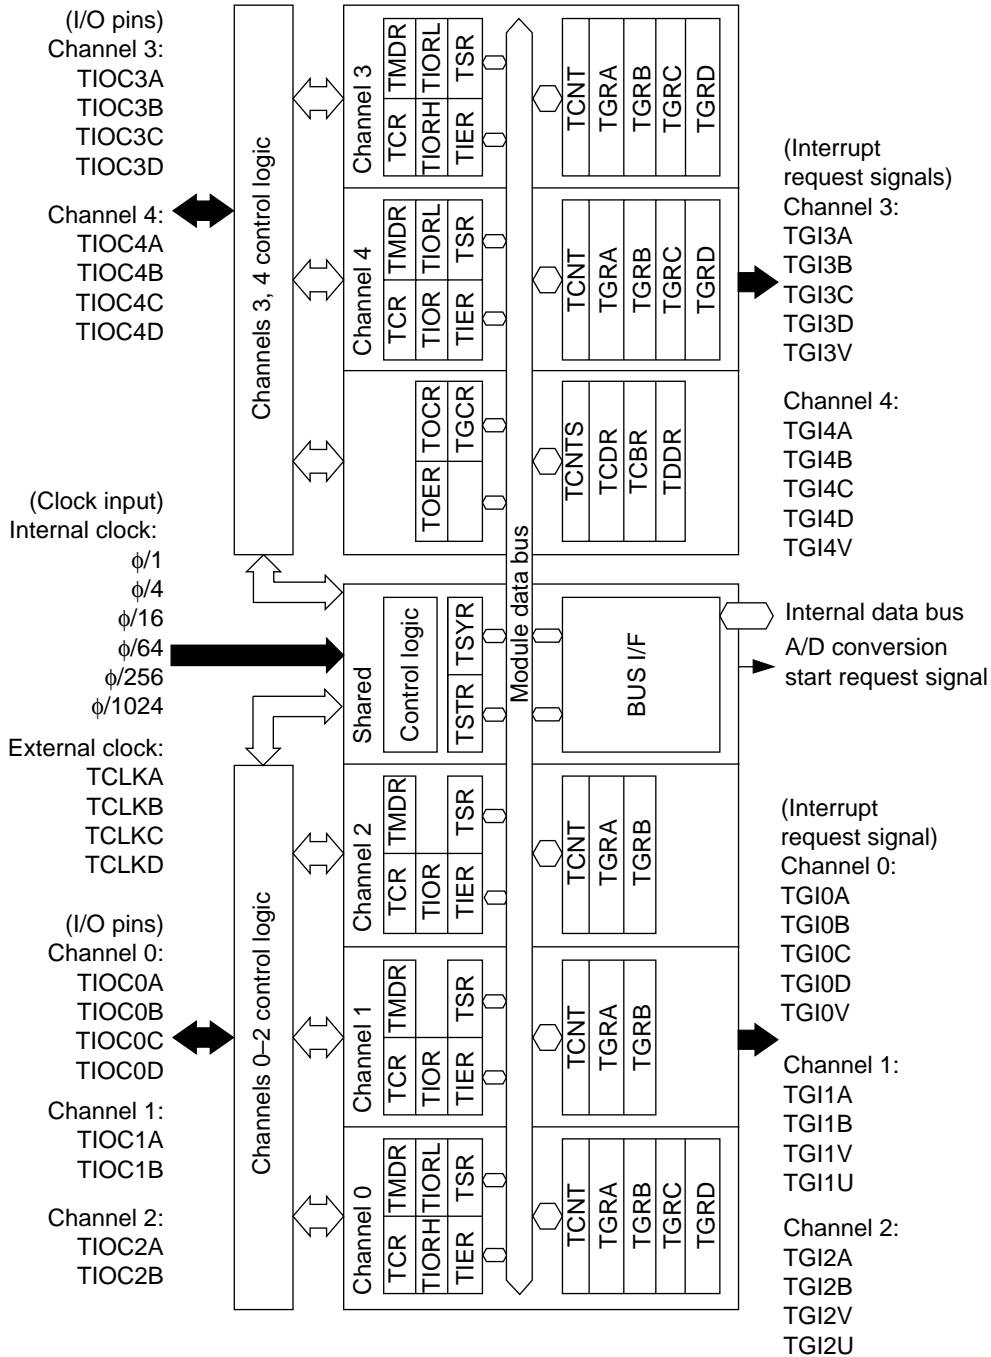 (I/O pins)
Channel 3:
TIOC3A
TIOC3B
TIOC3C
TIOC3D
Channel 4:
TIOC4A
TIOC4B
TIOC4C
TIOC4D
(Clock input)
Internal clock:
ϕ/1
ϕ/4
ϕ/16
ϕ/64
ϕ/256
ϕ/1024
External clock:
TCLKA
TCLKB
TCLKC
TCLKD
(I/O pins)
Channel 0:
TIOC0A
TIOC0B
TIOC0C
TIOC0D
Channel 1:
TIOC1A
TIOC1B
Channel 2:
TIOC2A
TIOC2B
Channels 3, 4 control logic
Channels 0–2 control logic
Channel 3
TCR
TMDR
TIORH
TIORL
TIER
TSR
TCNT
TGRA
TGRB
TGRC
TGRD
Channel 4
TCR
TMDR
TIOR
TIORL
TIER
TSR
TCNT
TGRA
TGRB
TGRC
TGRD
TOER
TOCR
TGCR
TCNTS
TCDR
TCBR
TDDR
Module data bus
Shared
Control logic
TSTR
TSYR
BUS I/F
Channel 2
TCR
TMDR
TIOR
TIER
TSR
TCNT
TGRA
TGRB
Channel 1
TCR
TMDR
TIOR
TIER
TSR
TCNT
TGRA
TGRB
Channel 0
TCR
TMDR
TIORH
TIORL
TIER
TSR
TCNT
TGRA
TGRB
TGRC
TGRD
(Interrupt
request signals)
Channel 3:
TGI3A
TGI3B
TGI3C
TGI3D
TGI3V
Channel 4:
TGI4A
TGI4B
TGI4C
TGI4D
TGI4V
Internal data bus
A/D conversion
start request signal
(Interrupt
request signal)
Channel 0:
TGI0A
TGI0B
TGI0C
TGI0D
TGI0V
Channel 1:
TGI1A
TGI1B
TGI1V
TGI1U
Channel 2:
TGI2A
TGI2B
TGI2V
TGI2U